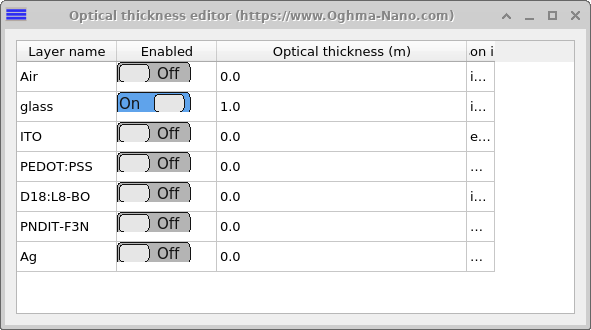 Optical thickness editor (https://www.Oghma-Nano.com)
Layer name Enabled Optical thickness (m) on i
Air Off 0.0 i...
glass On 1.0 i...
ITO Off 0.0 e...
PEDOT:PSS Off 0.0 ...
D18:L8-BO Off 0.0 i...
PNDIT-F3N Off 0.0 ...
Ag Off 0.0 ...